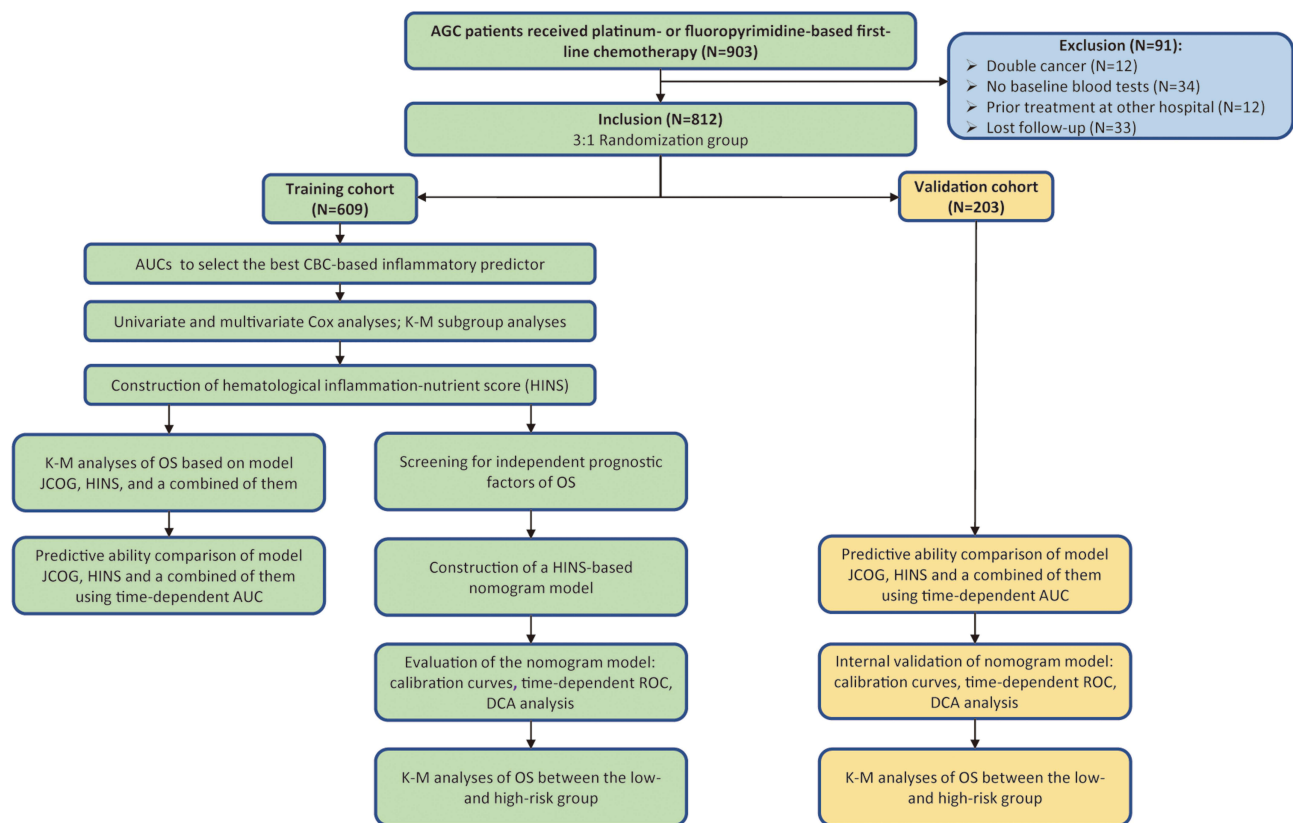 AGC patients received platinum- or fluoropyrimidine-based first-
line chemotherapy (N=903)
Exclusion (N=91):
➢ Double cancer (N=12)
➢ No baseline blood tests (N=34)
➢ Prior treatment at other hospital (N=12)
➢ Lost follow-up (N=33)
Inclusion (N=812)
3:1 Randomization group
Training cohort
(N=609)
Validation cohort
(N=203)
AUCs to select the best CBC-based inflammatory predictor
Univariate and multivariate Cox analyses; K-M subgroup analyses
Construction of hematological inflammation-nutrient score (HINS)
K-M analyses of OS based on model
JCOG, HINS, and a combined of them
Predictive ability comparison of model
JCOG, HINS and a combined of them
using time-dependent AUC
Screening for independent prognostic
factors of OS
Construction of a HINS-based
nomogram model
Evaluation of the nomogram model:
calibration curves, time-dependent ROC,
DCA analysis
K-M analyses of OS between the low-
and high-risk group
Predictive ability comparison of model
JCOG, HINS and a combined of them
using time-dependent AUC
Internal validation of nomogram model:
calibration curves, time-dependent ROC,
DCA analysis
K-M analyses of OS between the low-
and high-risk group